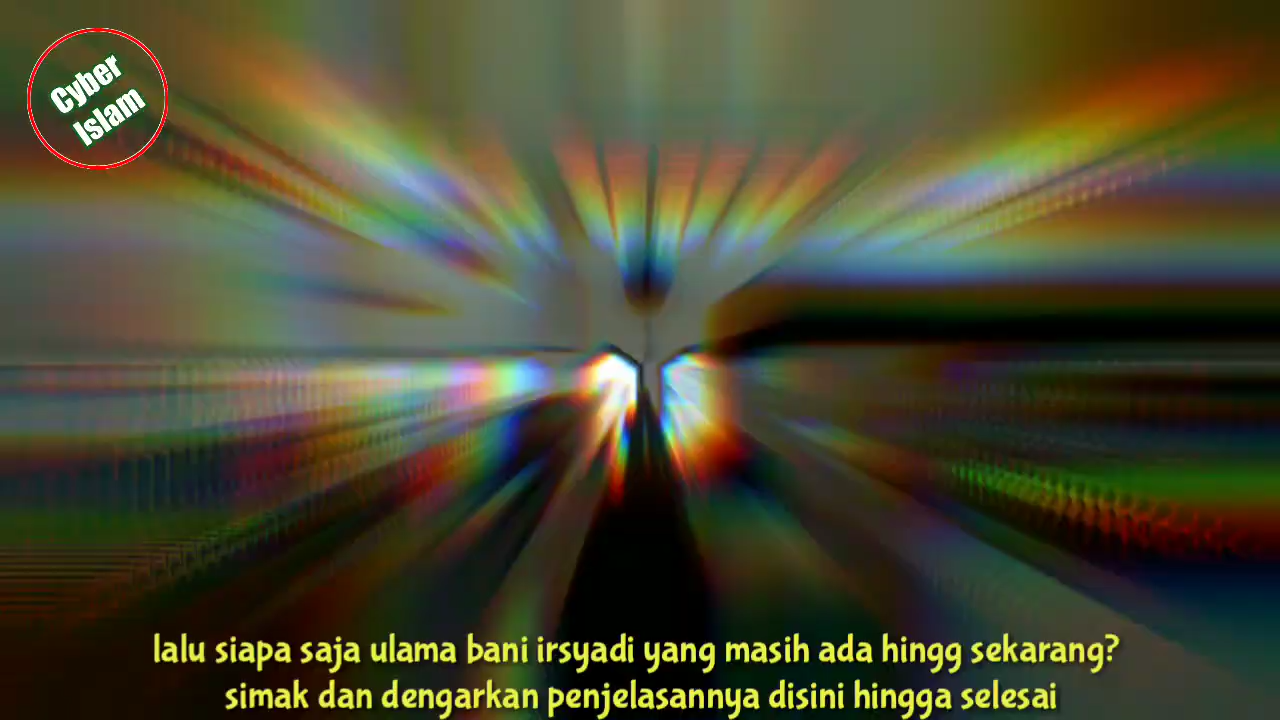 Cyber
Islam
lalu siapa saja ulama bani irsyadi yang masih ada hingg sekarang?
simak dan dengarkan penjelasannya disini hingga selesai